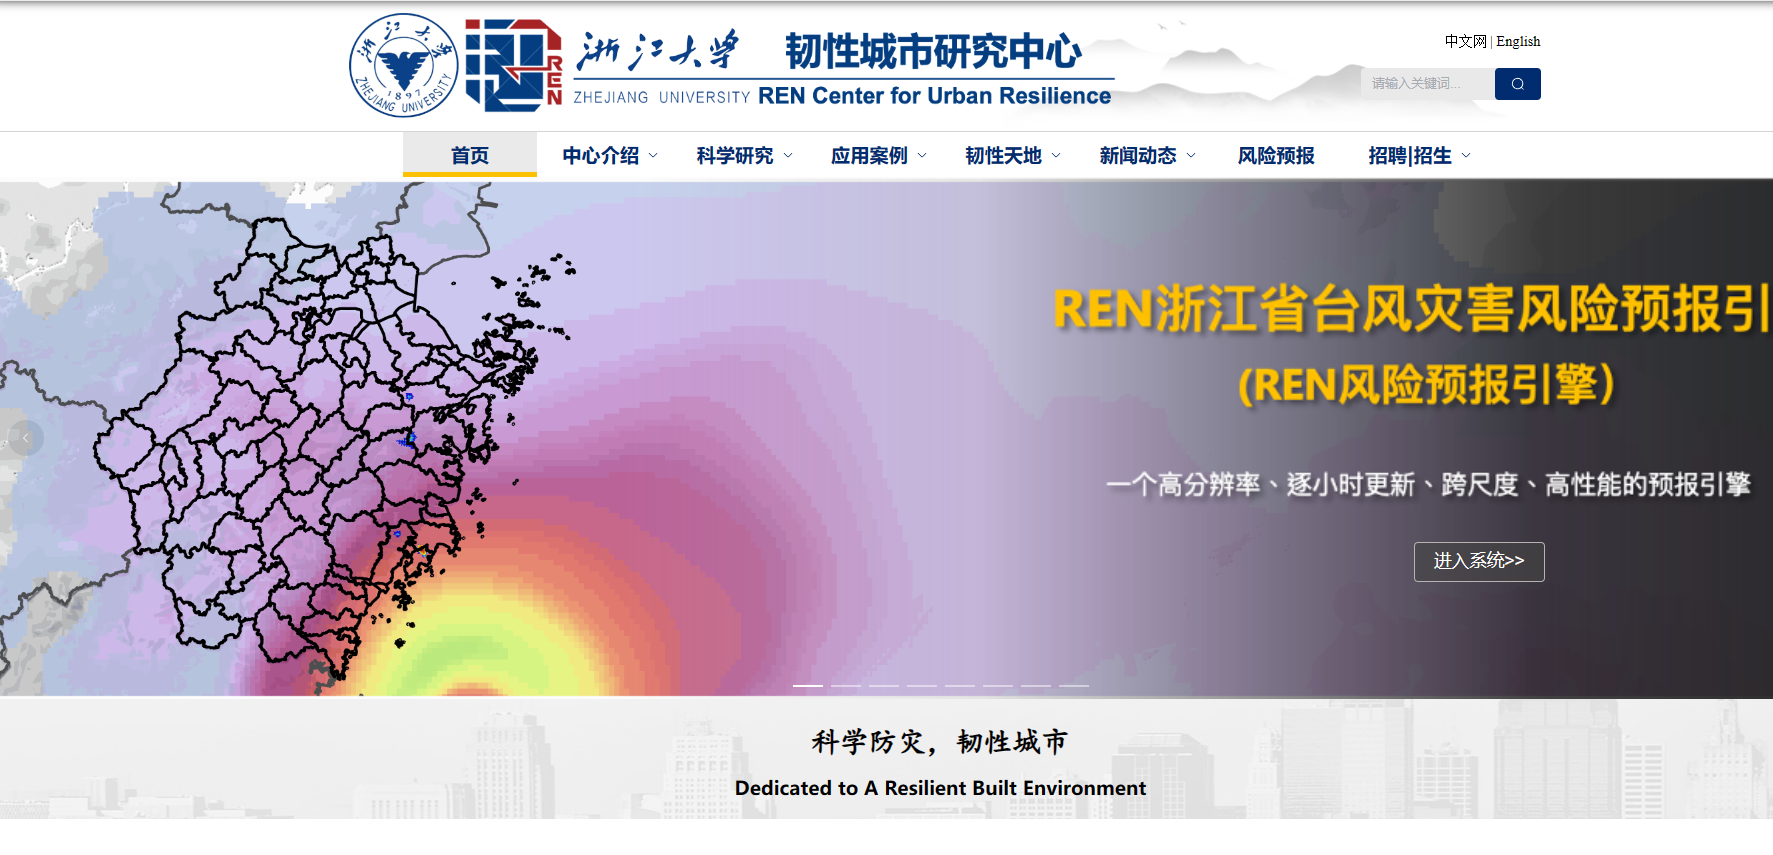 浙江大学
ZHEJIANG UNIVERSITY
1897
ZHEJIANG UNIVERSITY
REN
浙江大学 韧性城市研究中心
ZHEJIANG UNIVERSITY REN Center for Urban Resilience
中文网 | English
请输入关键词...
首页 中心介绍 科学研究 应用案例 韧性天地 新闻动态 风险预报 招聘|招生
REN浙江省台风灾害风险预报引
(REN风险预报引擎)
一个高分辨率、逐小时更新、跨尺度、高性能的预报引擎
进入系统>>
科学防灾，韧性城市
Dedicated to A Resilient Built Environment